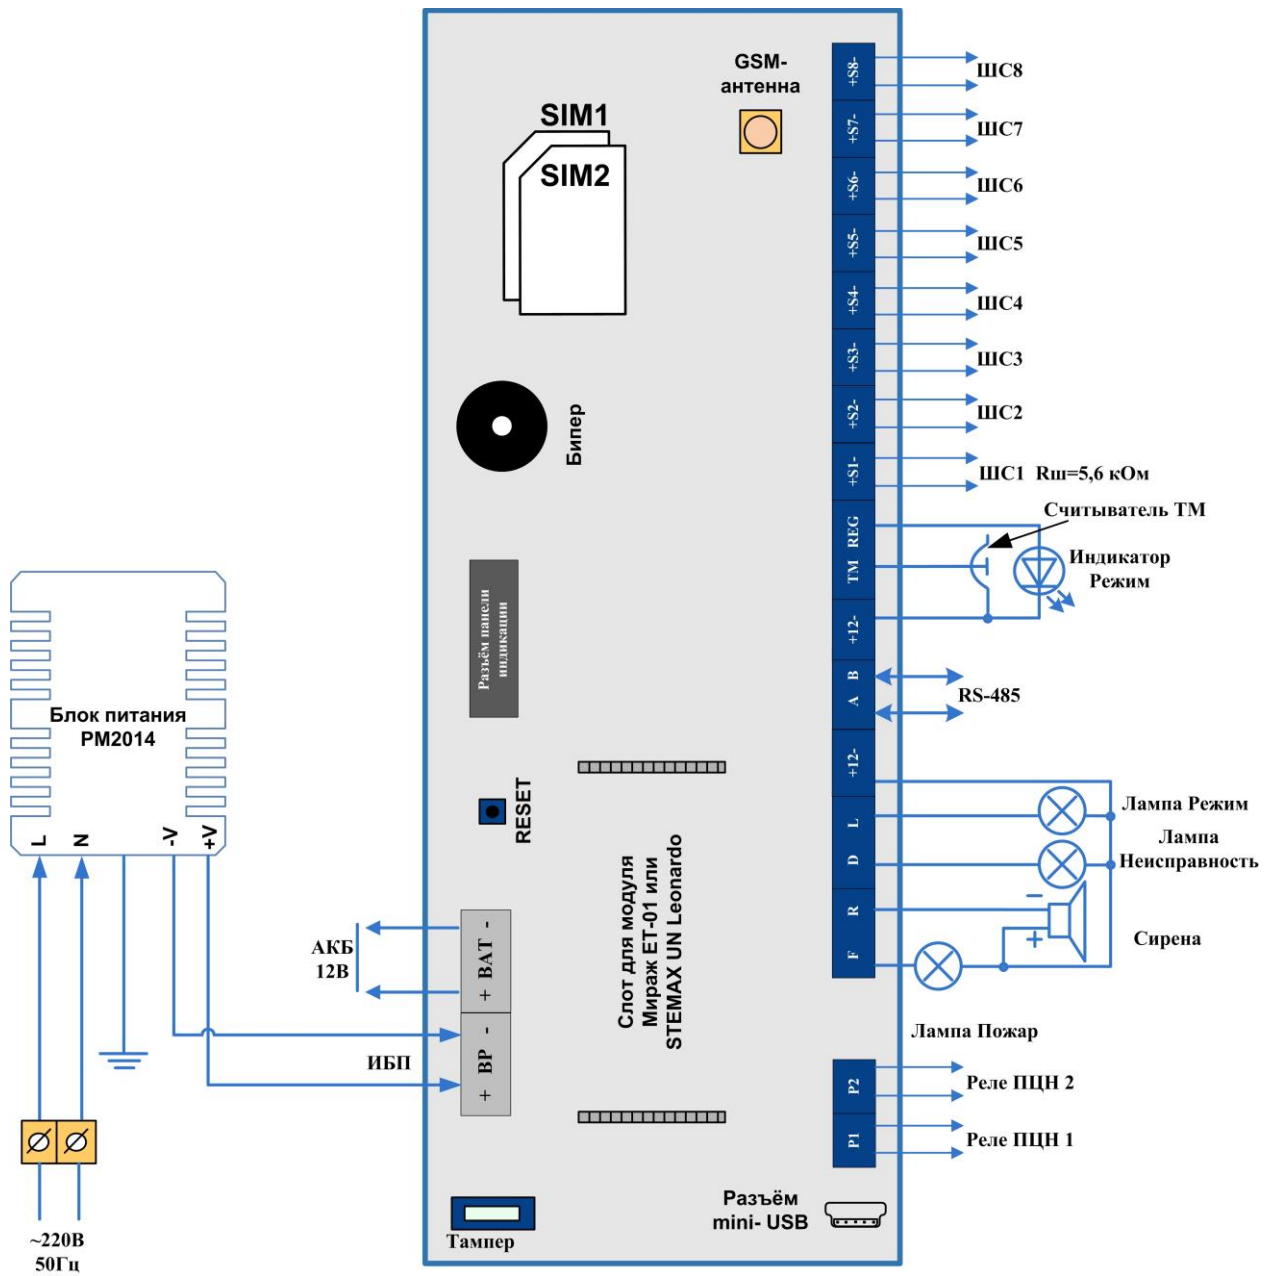 GSM-
антенна
SIM1
SIM2
Бипер
Разъём панели
индикации
RESET
Слот для модуля
Мираж ET-01 или
STEMAX UN Leonardo
+S8-
ШС8
+S7-
ШС7
+S6-
ШС6
+S5-
ШС5
+S4-
ШС4
+S3-
ШС3
+S2-
ШС2
+S1-
ШС1 Rш=5,6 кОм
Считыватель ТМ
TM REG
Индикатор
Режим
+12-
A B
RS-485
+12-
L
Лампа Режим
D
Лампа
Неисправность
R
−
+
Сирена
F
Лампа Пожар
P2
Реле ПЦН 2
P1
Реле ПЦН 1
Блок питания
PM2014
L
N
-V
+V
АКБ
12В
+ BAT -
ИБП
+ BP -
~220В
50Гц
Тампер
Разъём
mini- USB